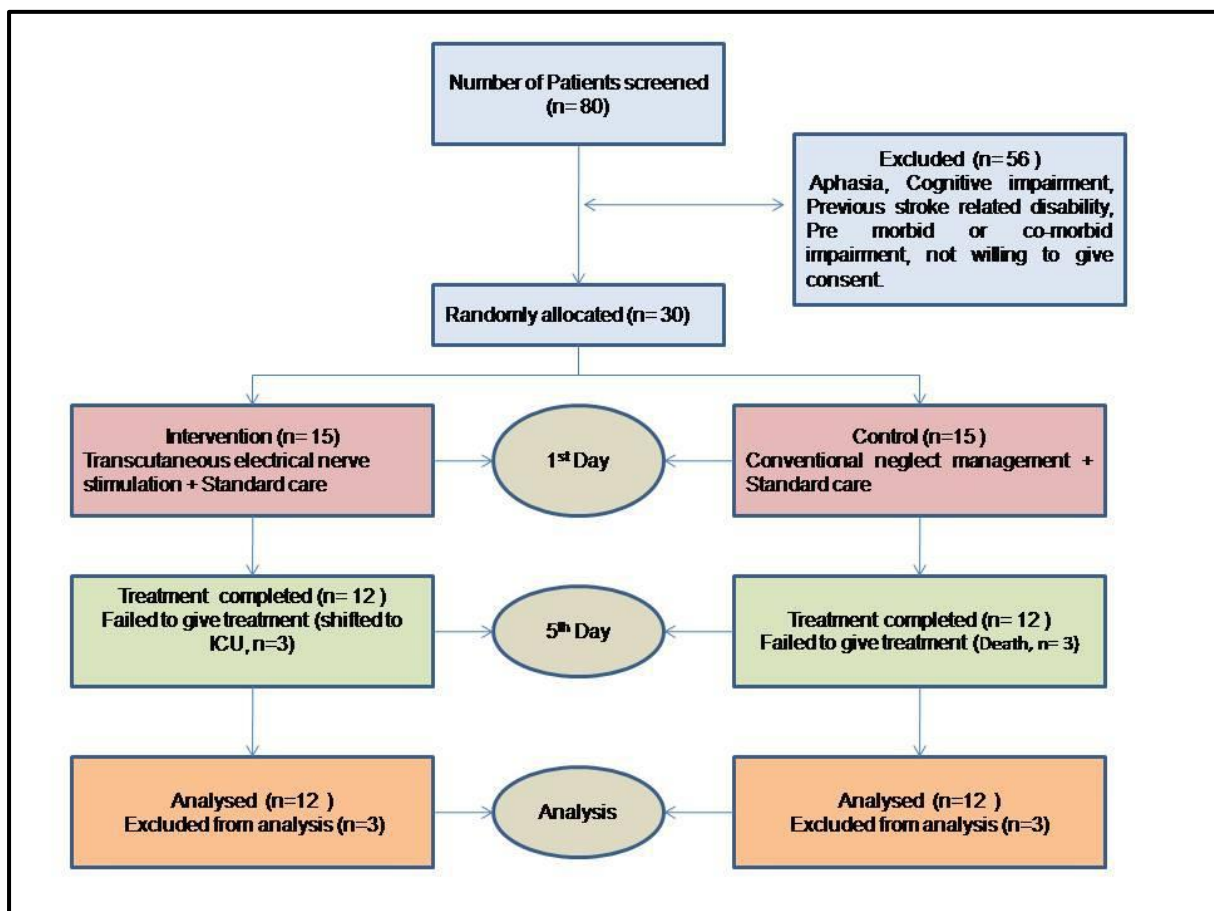 Number of Patients screened
(n= 80)
Excluded (n= 56 )
Aphasia, Cognitive impairment,
Previous stroke related disability,
Pre morbid or co-morbid
impairment, not willing to give
consent.
Randomly allocated (n= 30)
Intervention (n= 15)
Transcutaneous electrical nerve
stimulation + Standard care
1st Day
Control (n=15 )
Conventional neglect management +
Standard care
Treatment completed (n= 12 )
Failed to give treatment (shifted to
ICU, n=3)
5th Day
Treatment completed (n= 12 )
Failed to give treatment (Death, n= 3)
Analysed (n=12 )
Excluded from analysis (n=3)
Analysis
Analysed (n=12 )
Excluded from analysis (n=3)